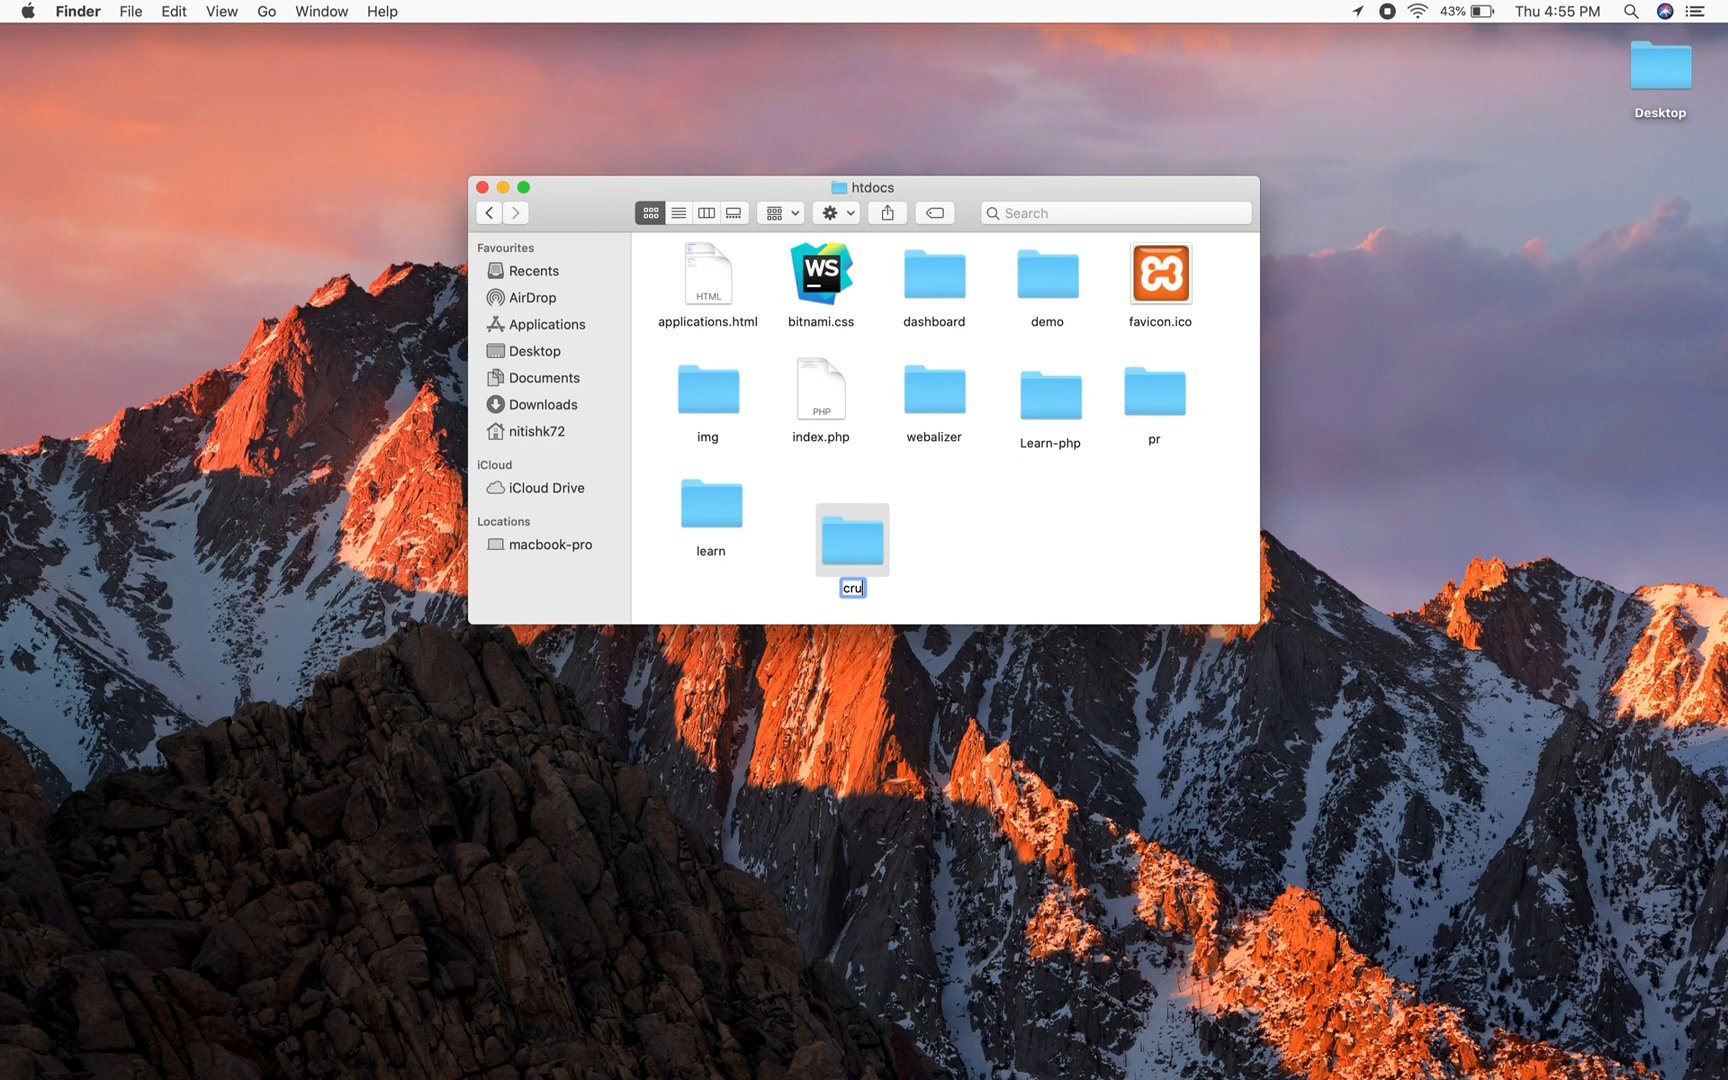 Finder File Edit View Go Window Help 43% Thu 4:55 PM
Desktop
htdocs
Search
Favourites
Recents
AirDrop
Applications
Desktop
Documents
Downloads
nitishk72
iCloud
iCloud Drive
Locations
macbook-pro
HTML
applications.html
WS
bitnami.css
dashboard
demo
favicon.ico
img
PHP
index.php
webalizer
Learn-php
pr
learn
cru